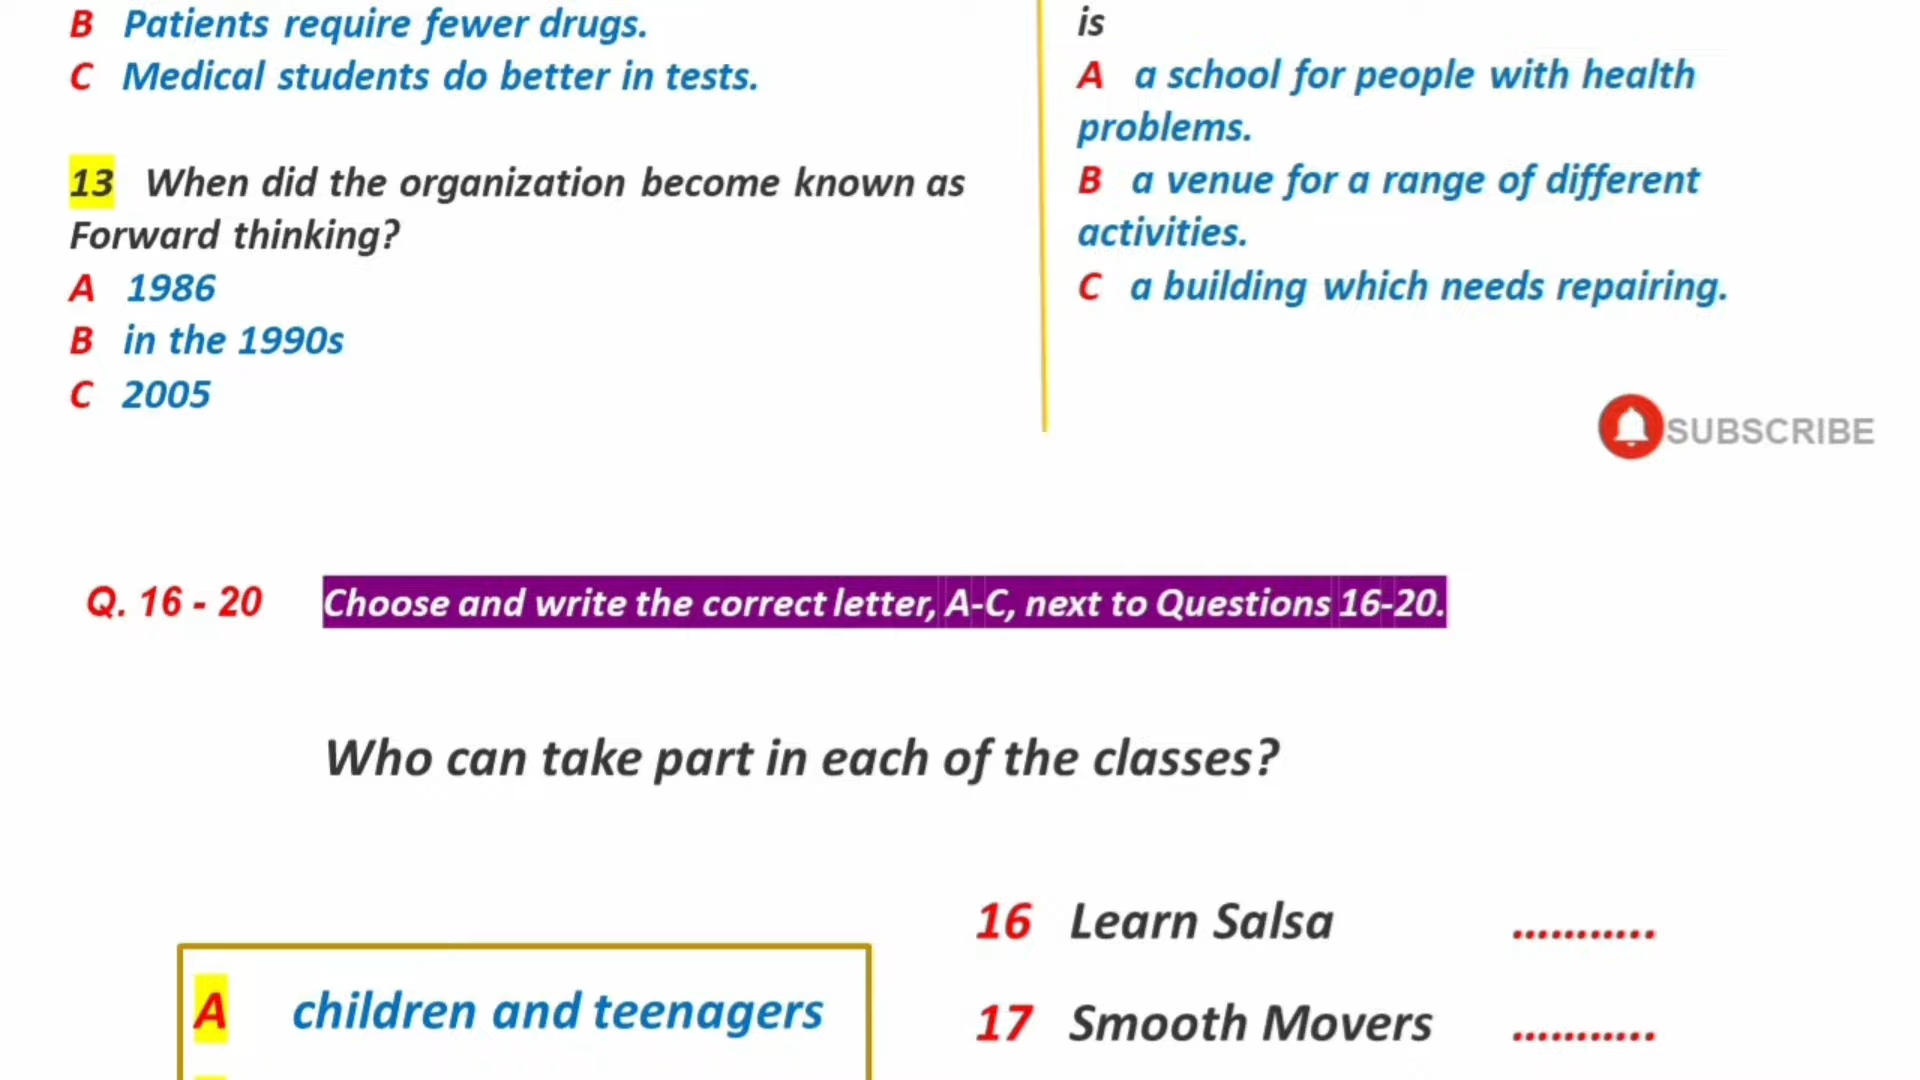 B Patients require fewer drugs.
C Medical students do better in tests.
13 When did the organization become known as
Forward thinking?
A 1986
B in the 1990s
C 2005
is
A a school for people with health
problems.
B a venue for a range of different
activities.
C a building which needs repairing.
SUBSCRIBE
Q. 16 - 20 Choose and write the correct letter, A-C, next to Questions 16-20.
Who can take part in each of the classes?
A children and teenagers
16 Learn Salsa ...........
17 Smooth Movers ...........